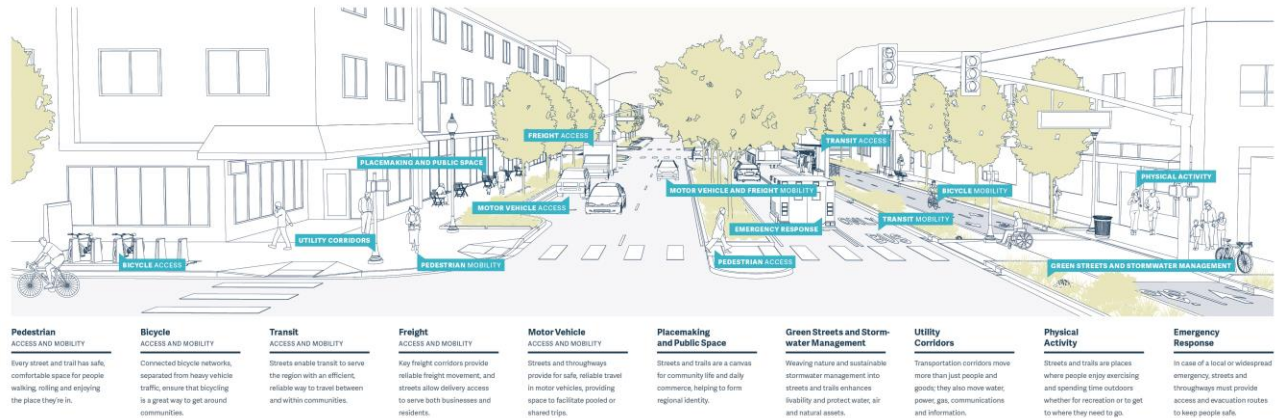 FREIGHT ACCESS
TRANSIT ACCESS
PLACEMAKING AND PUBLIC SPACE
PHYSICAL ACTIVITY
MOTOR VEHICLE AND FREIGHT MOBILITY
BICYCLE MOBILITY
MOTOR VEHICLE ACCESS
TRANSIT MOBILITY
EMERGENCY RESPONSE
UTILITY CORRIDORS
BUS
BICYCLE ACCESS
PEDESTRIAN MOBILITY
PEDESTRIAN ACCESS
GREEN STREETS AND STORMWATER MANAGEMENT
Pedestrian
ACCESS AND MOBILITY
Every street and trail has safe,
comfortable space for people
walking, rolling and enjoying
the place they're in.
Bicycle
ACCESS AND MOBILITY
Connected bicycle networks,
separated from heavy vehicle
traffic, ensure that bicycling
is a great way to get around
communities.
Transit
ACCESS AND MOBILITY
Streets enable transit to serve
the region with an efficient,
reliable way to travel between
and within communities.
Freight
ACCESS AND MOBILITY
Key freight corridors provide
reliable freight movement, and
streets allow delivery access
to serve both businesses and
residents.
Motor Vehicle
ACCESS AND MOBILITY
Streets and throughways
provide for safe, reliable travel
in motor vehicles, providing
space to facilitate pooled or
shared trips.
Placemaking
and Public Space
Streets and trails are a canvas
for community life and daily
commerce, helping to form
regional identity.
Green Streets and Storm-
water Management
Weaving nature and sustainable
stormwater management into
streets and trails enhances
livability and protect water, air
and natural assets.
Utility
Corridors
Transportation corridors move
more than just people and
goods; they also move water,
power, gas, communications
and information.
Physical
Activity
Streets and trails are places
where people enjoy exercising
and spending time outdoors
whether for recreation or to get
to where they need to go.
Emergency
Response
In case of a local or widespread
emergency, streets and
throughways must provide
access and evacuation routes
to keep people safe.